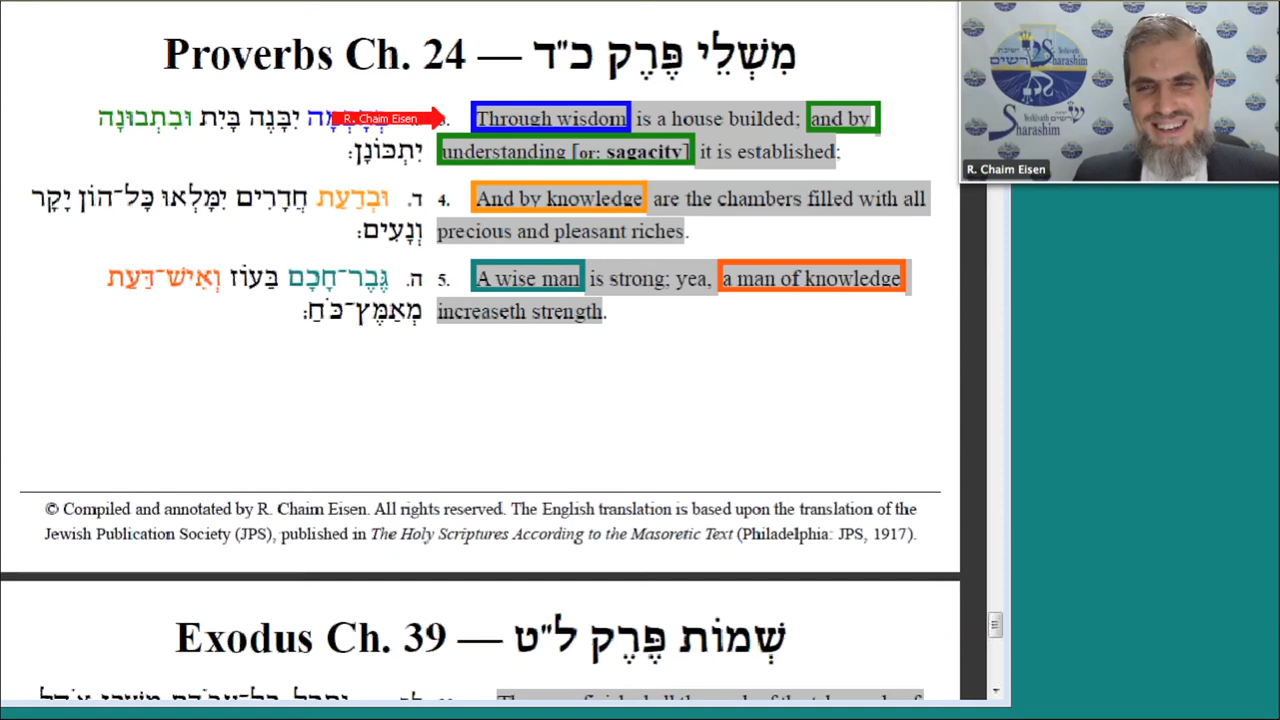 Proverbs Ch. 24 — מִשְׁלֵי פֶּרֶק כ"ד
R. Chaim Eisen
יִבָּנֶה בָּיִת וּבִתְבוּנָה
יִתְכּוֹנָן׃
Through wisdom is a house builded; and by
understanding [or: sagacity] it is established;
ד. וּבְדַעַת חֲדָרִים יִמָּלְאוּ כָּל־הוֹן יָקָר
וְנָעִים׃
4. And by knowledge are the chambers filled with all
precious and pleasant riches.
ה. גֶּבֶר־חָכָם בַּעוֹז וְאִישׁ־דַּעַת
מְאַמֶּץ־כֹּחַ׃
5. A wise man is strong; yea, a man of knowledge
increaseth strength.
© Compiled and annotated by R. Chaim Eisen. All rights reserved. The English translation is based upon the translation of the
Jewish Publication Society (JPS), published in The Holy Scriptures According to the Masoretic Text (Philadelphia: JPS, 1917).
Exodus Ch. 39 — שְׁמוֹת פֶּרֶק ל"ט
Yeshivath
Sharashim
ישיבת
שרשים
R. Chaim Eisen